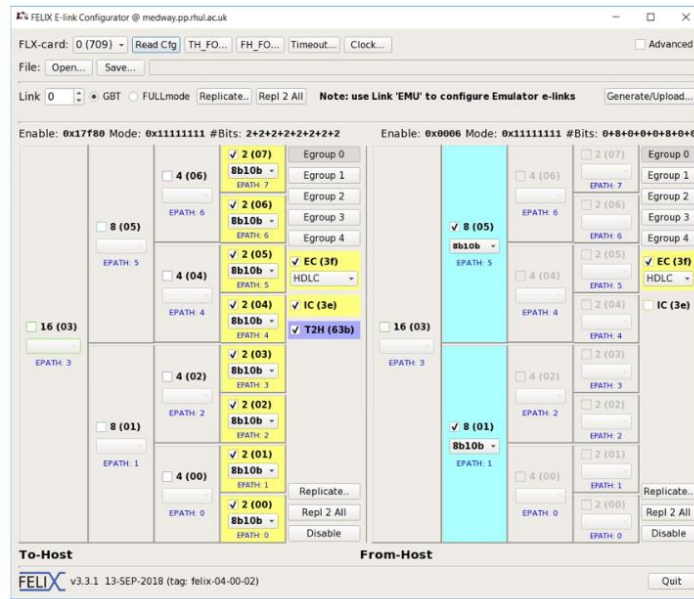 FELIX E-link Configurator @ medway.pp.rhul.ac.uk
FLX-card: 0 (709) Read Cfg TH_FO... FH_FO... Timeout... Clock... Advanced
File: Open... Save...
Link 0 GBT FULLmode Replicate.. Repl 2 All Note: use Link 'EMU' to configure Emulator e-links Generate/Upload...
Enable: 0x17f80 Mode: 0x11111111 #Bits: 2+2+2+2+2+2+2+2 Enable: 0x0006 Mode: 0x11111111 #Bits: 0+8+0+0+0+8+0+0
16 (03)
EPATH: 3
8 (05)
EPATH: 5
8 (01)
EPATH: 1
4 (06)
EPATH: 6
4 (04)
EPATH: 4
4 (02)
EPATH: 2
4 (00)
EPATH: 0
2 (07)
8b10b
EPATH: 7
2 (06)
8b10b
EPATH: 6
2 (05)
8b10b
EPATH: 5
2 (04)
8b10b
EPATH: 4
2 (03)
8b10b
EPATH: 3
2 (02)
8b10b
EPATH: 2
2 (01)
8b10b
EPATH: 1
2 (00)
8b10b
EPATH: 0
Egroup 0
Egroup 1
Egroup 2
Egroup 3
Egroup 4
EC (3f)
HDLC
IC (3e)
T2H (63b)
Replicate..
Repl 2 All
Disable
16 (03)
EPATH: 3
8 (05)
8b10b
EPATH: 5
8 (01)
8b10b
EPATH: 1
4 (06)
EPATH: 6
4 (04)
EPATH: 4
4 (02)
EPATH: 2
4 (00)
EPATH: 0
2 (07)
EPATH: 7
2 (06)
EPATH: 6
2 (05)
EPATH: 5
2 (04)
EPATH: 4
2 (03)
EPATH: 3
2 (02)
EPATH: 2
2 (01)
EPATH: 1
2 (00)
EPATH: 0
Egroup 0
Egroup 1
Egroup 2
Egroup 3
Egroup 4
EC (3f)
HDLC
IC (3e)
Replicate..
Repl 2 All
Disable
To-Host From-Host
FELIX v3.3.1 13-SEP-2018 (tag: felix-04-00-02) Quit